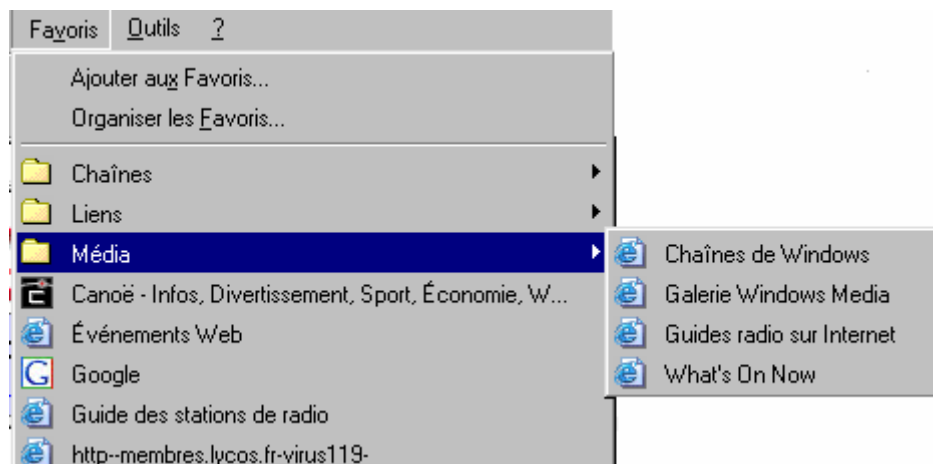 Favoris Outils ?
Ajouter aux Favoris...
Organiser les Favoris...
Chaînes
Liens
Média
Chaînes de Windows
Canoë - Infos, Divertissement, Sport, Économie, W...
Galerie Windows Media
Événements Web
Guides radio sur Internet
Google
What's On Now
Guide des stations de radio
http--membres.lycos.fr-virus119-